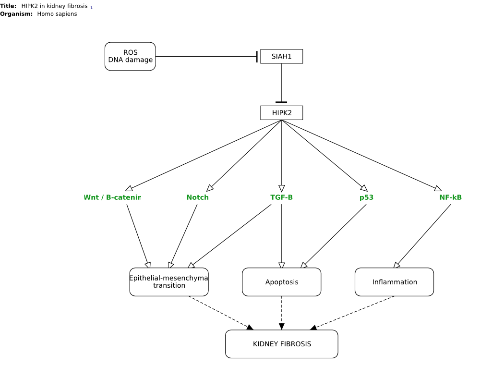 Title: HIPK2 in kidney fibrosis
Organism: Homo sapiens
ROS
DNA damage
SIAH1
HIPK2
Wnt / B-catenin
Notch
TGF-B
p53
NF-kB
Epithelial-mesenchyma
transition
Apoptosis
Inflammation
KIDNEY FIBROSIS